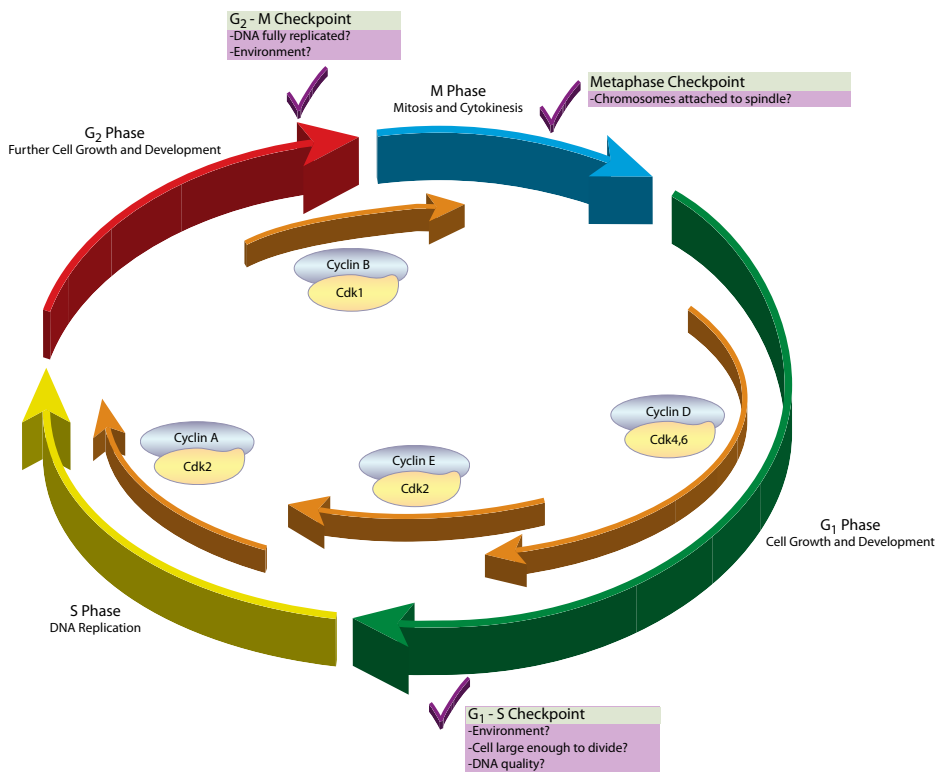 G₂ - M Checkpoint
-DNA fully replicated?
-Environment?
M Phase
Mitosis and Cytokinesis
Metaphase Checkpoint
-Chromosomes attached to spindle?
G₂ Phase
Further Cell Growth and Development
Cyclin B
Cdk1
Cyclin D
Cdk4,6
Cyclin A
Cdk2
Cyclin E
Cdk2
G₁ Phase
Cell Growth and Development
S Phase
DNA Replication
G₁ - S Checkpoint
-Environment?
-Cell large enough to divide?
-DNA quality?